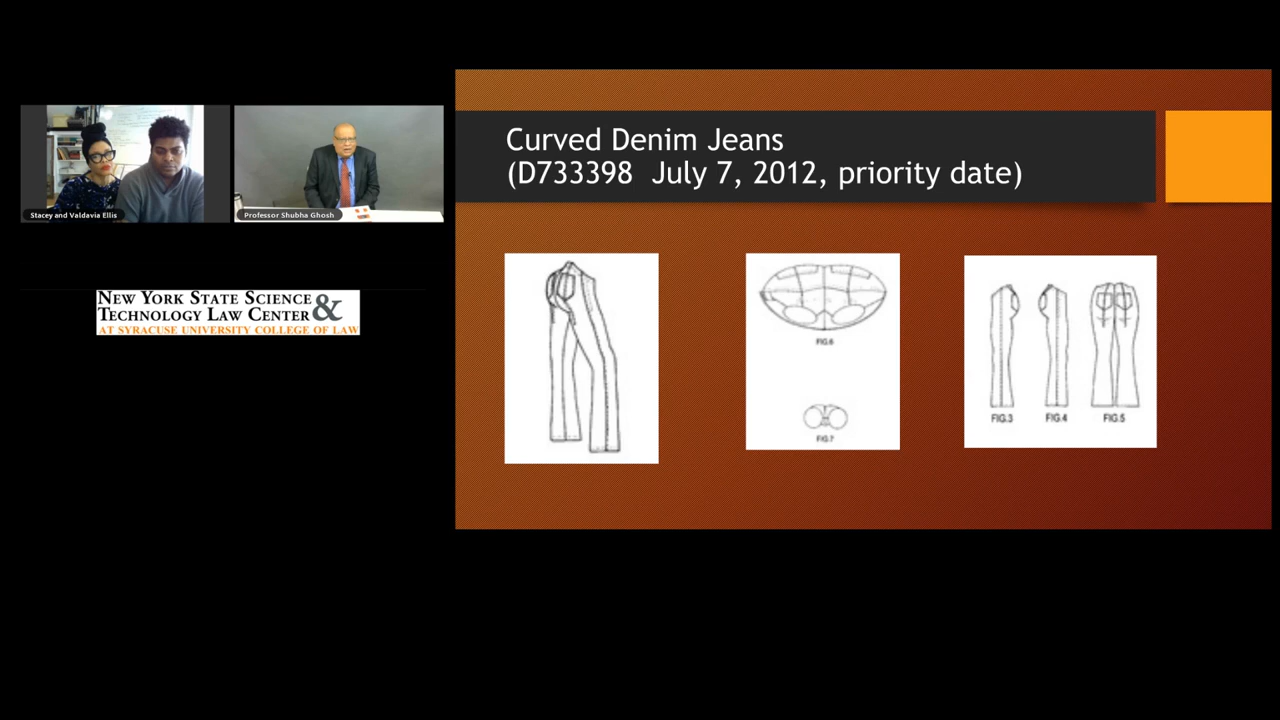 Stacey and Valdavia Ellis
Professor Shubha Ghosh
NEW YORK STATE SCIENCE &
TECHNOLOGY LAW CENTER
AT SYRACUSE UNIVERSITY COLLEGE OF LAW
Curved Denim Jeans
(D733398 July 7, 2012, priority date)
FIG.6
FIG.7
FIG.3 FIG.4 FIG.5